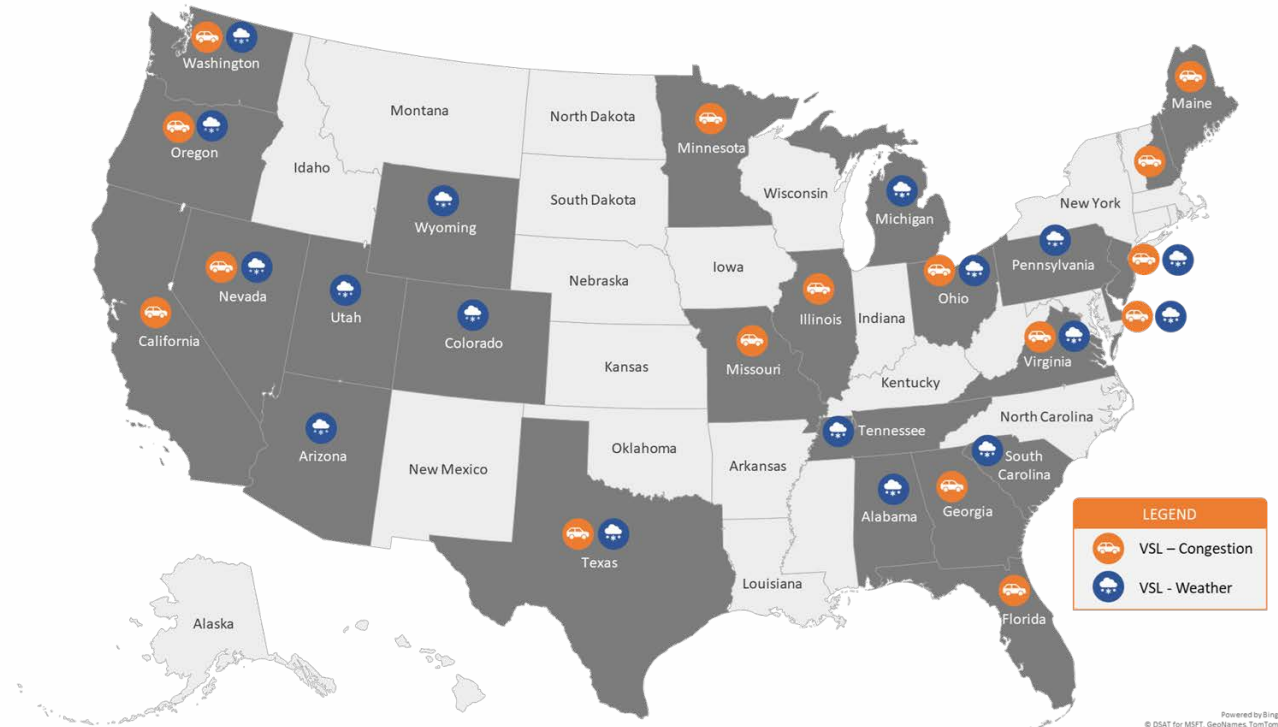 Washington
Montana
North Dakota
Minnesota
Maine
Oregon
Idaho
South Dakota
Wisconsin
Michigan
New York
Wyoming
Pennsylvania
Nevada
Utah
Nebraska
Iowa
Ohio
Illinois
Indiana
California
Colorado
Kansas
Missouri
Virginia
Kentucky
North Carolina
Tennessee
Arizona
New Mexico
Oklahoma
Arkansas
South
Carolina
Alabama
Georgia
Texas
Louisiana
Florida
Alaska
LEGEND
VSL – Congestion
VSL - Weather
Powered by Bing
© DSAT for MSFT, GeoNames, TomTom